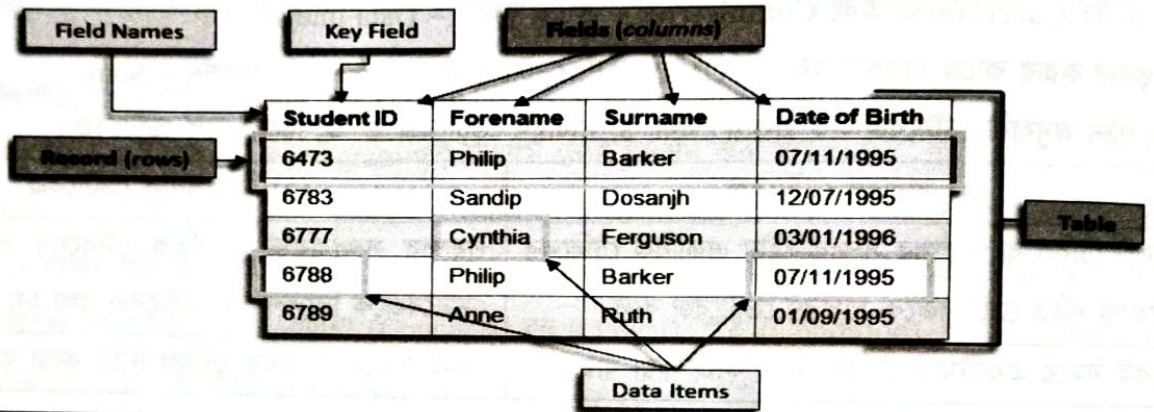 Field Names Key Field Fields (columns)
Student ID Forename Surname Date of Birth
Record (rows) 6473 Philip Barker 07/11/1995
6783 Sandip Dosanjh 12/07/1995
Table
6777 Cynthia Ferguson 03/01/1996
6788 Philip Barker 07/11/1995
6789 Anne Ruth 01/09/1995
Data Items